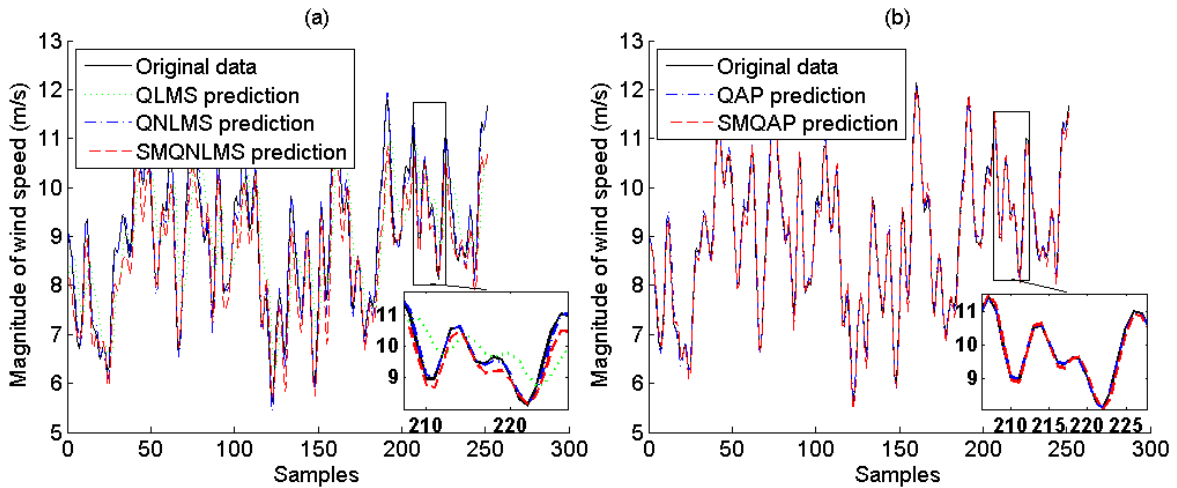 (a)
Magnitude of wind speed (m/s)
13
12
11
10
9
8
7
6
5
Original data
QLMS prediction
QNLMS prediction
SMQNLMS prediction
11
10
9
210 220
0 50 100 150 200 250 300
Samples
(b)
Magnitude of wind speed (m/s)
13
12
11
10
9
8
7
6
5
Original data
QAP prediction
SMQAP prediction
11
10
9
210 215 220 225
0 50 100 150 200 250 300
Samples